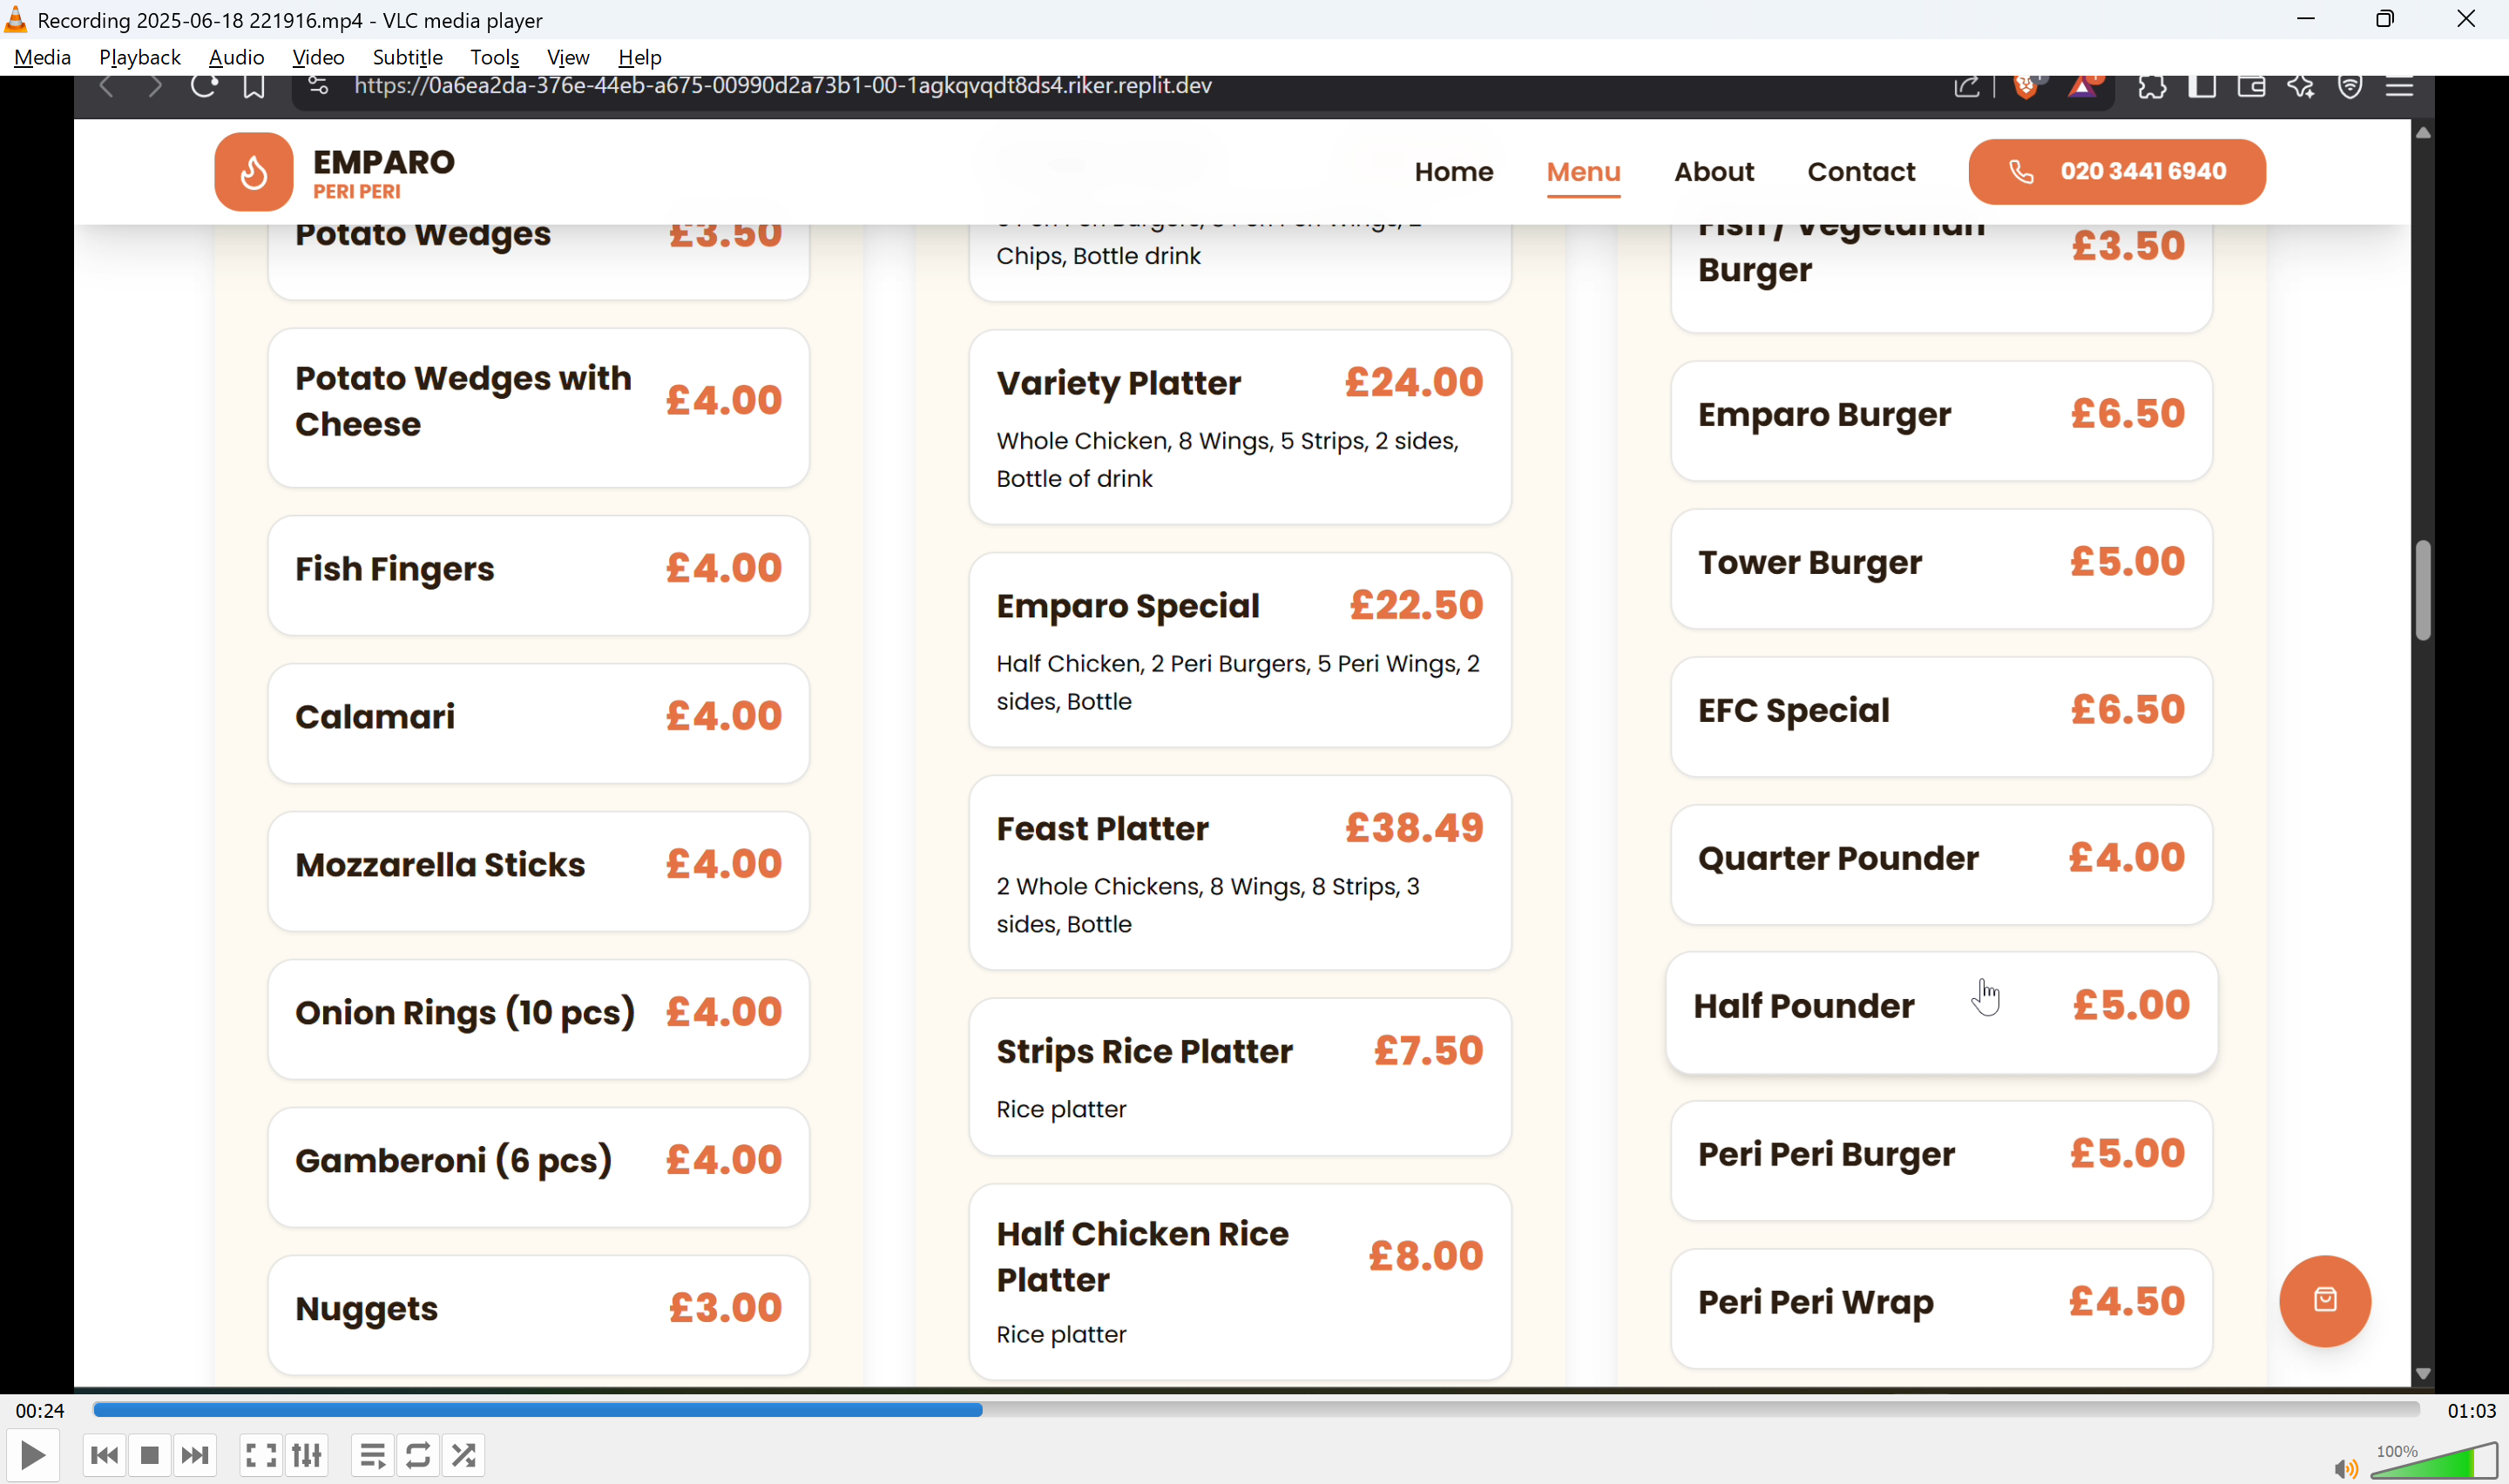 Recording 2025-06-18 221916.mp4 - VLC media player
Media Playback Audio Video Subtitle Tools View Help
https://0a6ea2da-376e-44eb-a675-00990d2a73b1-00-1agkqvqdt8ds4.riker.replit.dev
EMPARO
PERI PERI
Home Menu About Contact 020 3441 6940
Potato Wedges £3.50
Potato Wedges with
Cheese
£4.00
Fish Fingers £4.00
Calamari £4.00
Mozzarella Sticks £4.00
Onion Rings (10 pcs) £4.00
Gamberoni (6 pcs) £4.00
Nuggets £3.00
Chips, Bottle drink
Variety Platter £24.00
Whole Chicken, 8 Wings, 5 Strips, 2 sides,
Bottle of drink
Emparo Special £22.50
Half Chicken, 2 Peri Burgers, 5 Peri Wings, 2
sides, Bottle
Feast Platter £38.49
2 Whole Chickens, 8 Wings, 8 Strips, 3
sides, Bottle
Strips Rice Platter £7.50
Rice platter
Half Chicken Rice
Platter
£8.00
Rice platter
Fish / Vegetarian
Burger
£3.50
Emparo Burger £6.50
Tower Burger £5.00
EFC Special £6.50
Quarter Pounder £4.00
Half Pounder £5.00
Peri Peri Burger £5.00
Peri Peri Wrap £4.50
00:24 01:03
100%